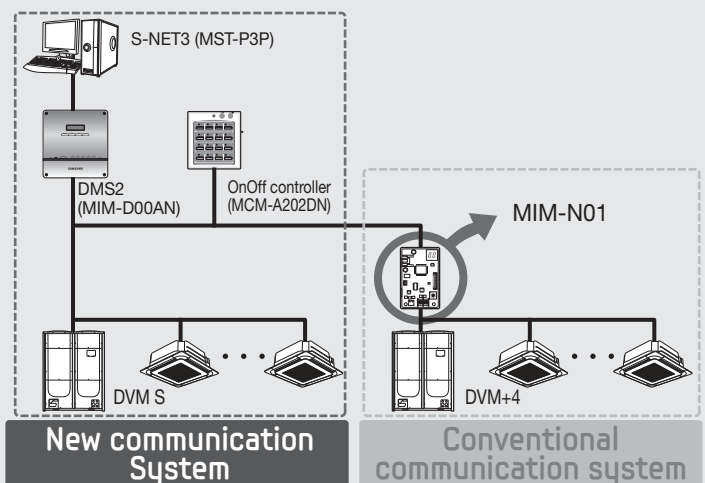 S-NET3 (MST-P3P)
DMS2
(MIM-D00AN)
OnOff controller
(MCM-A202DN)
MIM-N01
DVM S
DVM+4
New communication
System
Conventional
communication system